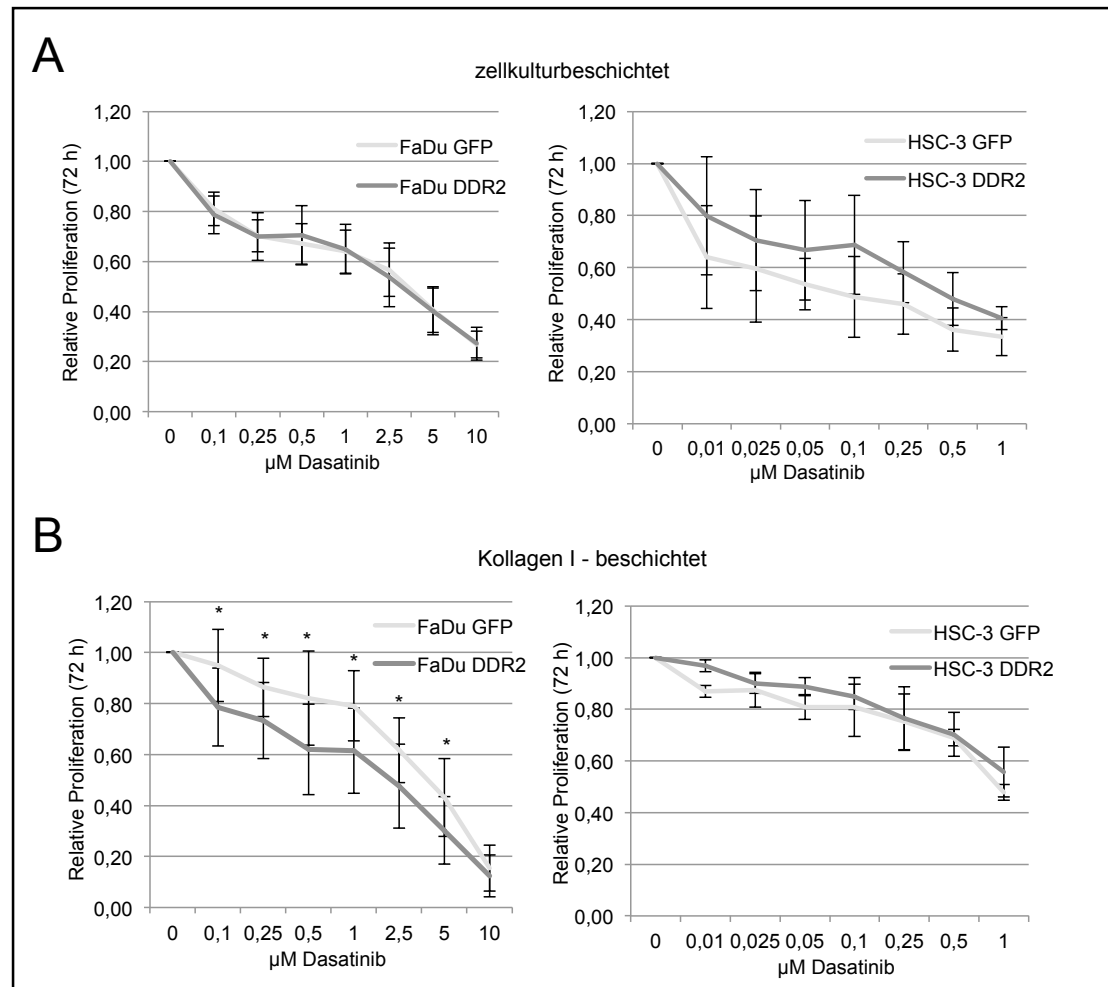 A
zellkulturbeschichtet
Relative Proliferation (72 h)
1,20
1,00
0,80
0,60
0,40
0,20
0,00
FaDu GFP
FaDu DDR2
0 0,1 0,25 0,5 1 2,5 5 10
µM Dasatinib
Relative Proliferation (72 h)
1,20
1,00
0,80
0,60
0,40
0,20
0,00
HSC-3 GFP
HSC-3 DDR2
0 0,01 0,025 0,05 0,1 0,25 0,5 1
µM Dasatinib
B
Kollagen I - beschichtet
Relative Proliferation (72 h)
1,20
1,00
0,80
0,60
0,40
0,20
0,00
FaDu GFP
FaDu DDR2
* * * * * *
0 0,1 0,25 0,5 1 2,5 5 10
µM Dasatinib
Relative Proliferation (72 h)
1,20
1,00
0,80
0,60
0,40
0,20
0,00
HSC-3 GFP
HSC-3 DDR2
0 0,01 0,025 0,05 0,1 0,25 0,5 1
µM Dasatinib